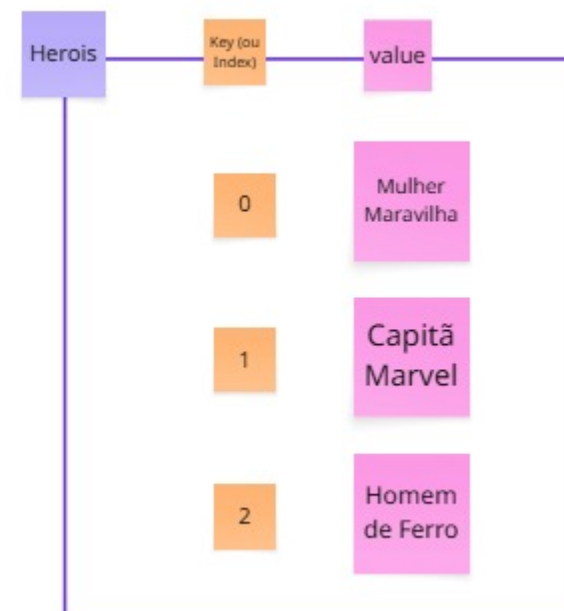 Herois
Key (ou
Index)
value
0
Mulher
Maravilha
1
Capitã
Marvel
2
Homem
de Ferro